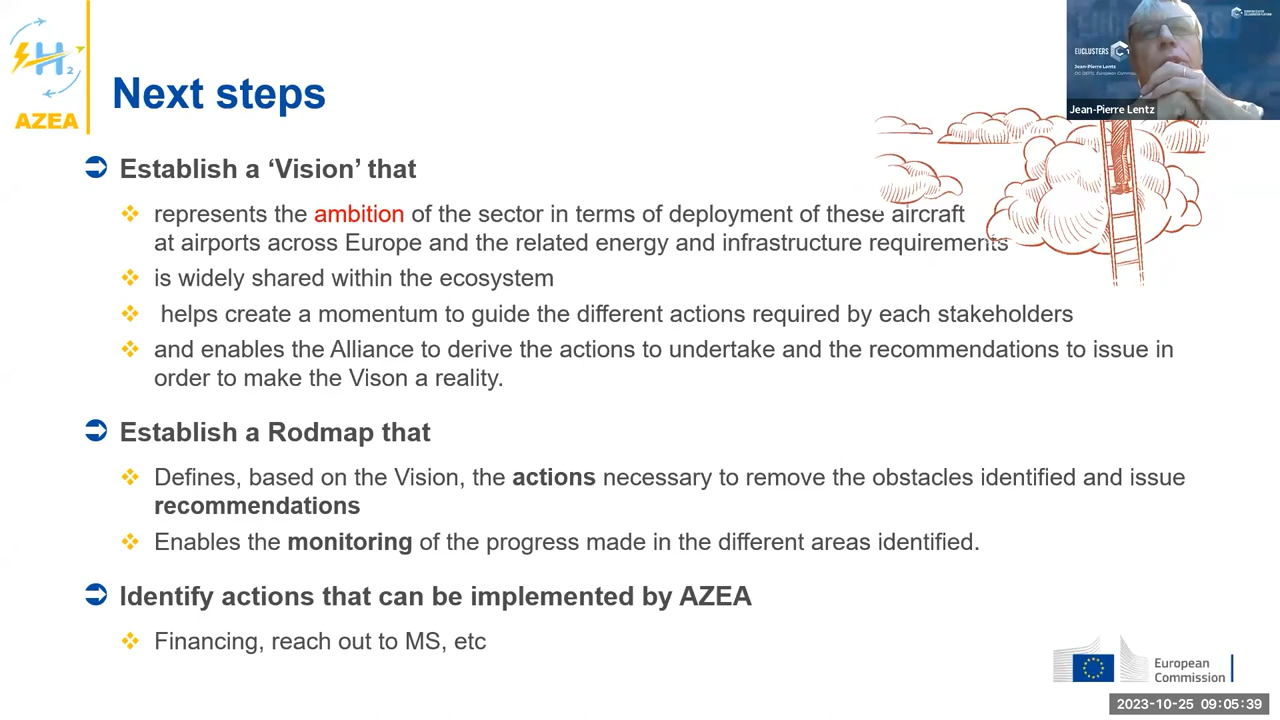 H2
AZEA
Next steps
EUCLUSTERS
EUCLUSTERS
Jean-Pierre Lentz
Jean-Pierre Lentz
Establish a ‘Vision’ that
represents the ambition of the sector in terms of deployment of these aircraft
at airports across Europe and the related energy and infrastructure requirements
is widely shared within the ecosystem
helps create a momentum to guide the different actions required by each stakeholders
and enables the Alliance to derive the actions to undertake and the recommendations to issue in
order to make the Vison a reality.
Establish a Rodmap that
Defines, based on the Vision, the actions necessary to remove the obstacles identified and issue
recommendations
Enables the monitoring of the progress made in the different areas identified.
Identify actions that can be implemented by AZEA
Financing, reach out to MS, etc
European
Commission
2023-10-25 09:05:39